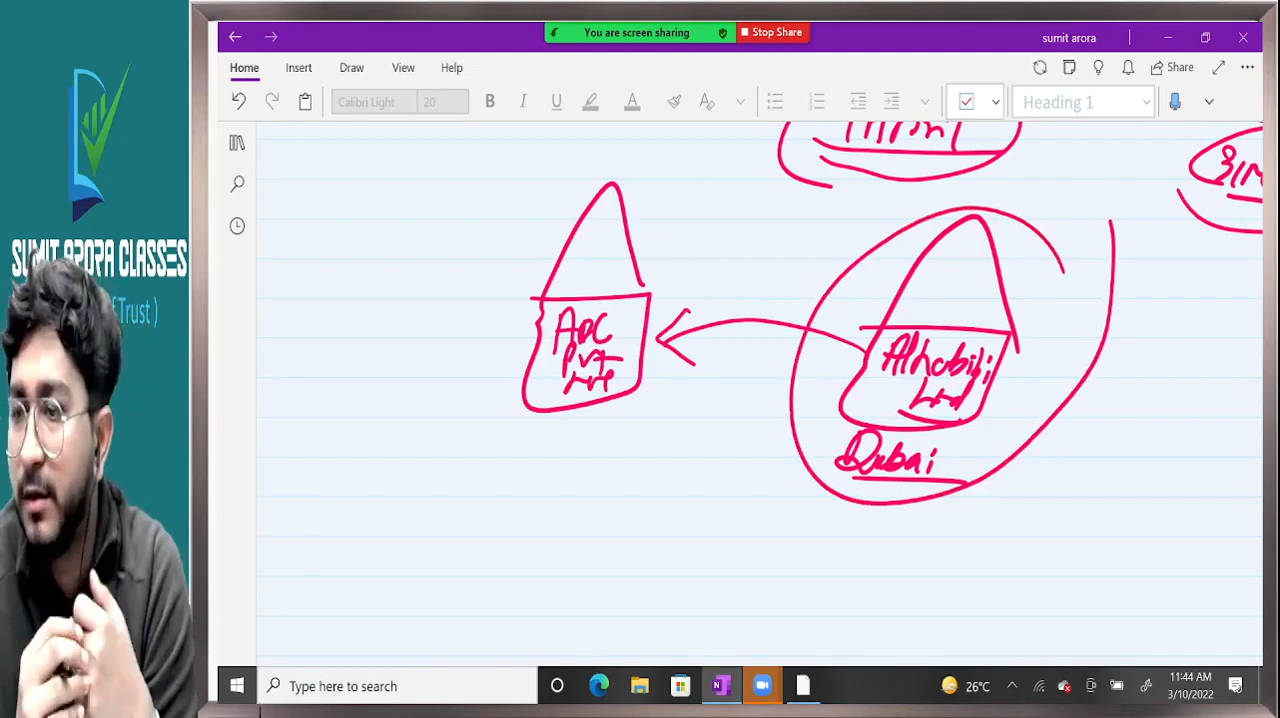 You are screen sharing
Stop Share
sumit arora
Home
Insert
Draw
View
Help
Share
Calibri Light
20
B
I
U
A
Heading 1
SUMIT ARORA CLASSES
of Trust )
Pvt
Ltd
Dubai
Type here to search
26°C
11:44 AM
3/10/2022